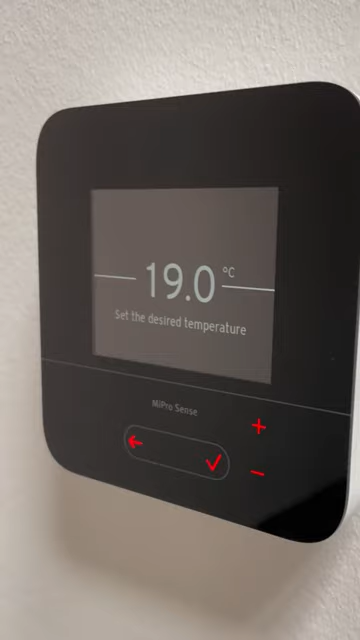 19.0 °C
Set the desired temperature
MiPro Sense
+
−